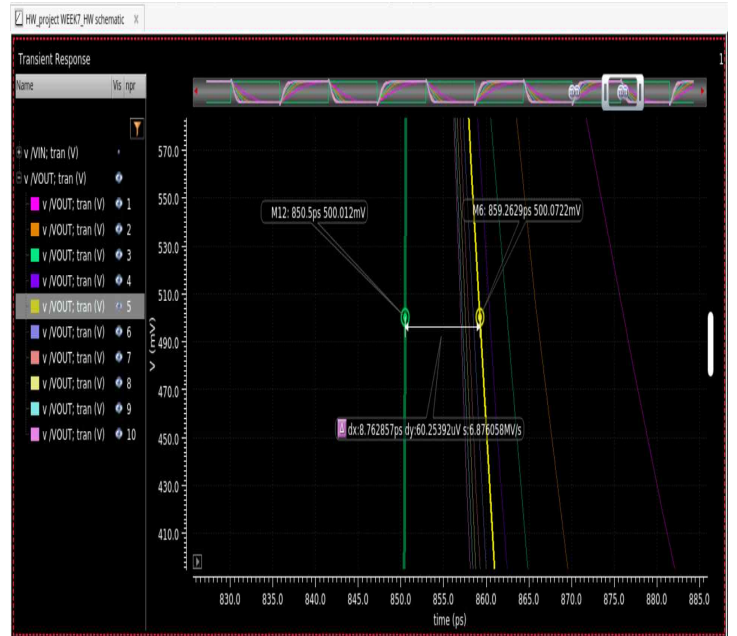 HW_project WEEK7_HW schematic X
Transient Response
1
Name Vis npr
v /VIN; tran (V)
v /VOUT; tran (V)
v /VOUT; tran (V) 1
v /VOUT; tran (V) 2
v /VOUT; tran (V) 3
v /VOUT; tran (V) 4
v /VOUT; tran (V) 5
v /VOUT; tran (V) 6
v /VOUT; tran (V) 7
v /VOUT; tran (V) 8
v /VOUT; tran (V) 9
v /VOUT; tran (V) 10
V (mV)
570.0
550.0
530.0
510.0
490.0
470.0
450.0
430.0
410.0
M12: 850.5ps 500.012mV
M6: 859.2629ps 500.0722mV
dx:8.762857ps dy:60.25392uV s:6.876058MV/s
830.0 835.0 840.0 845.0 850.0 855.0 860.0 865.0 870.0 875.0 880.0 885.0
time (ps)